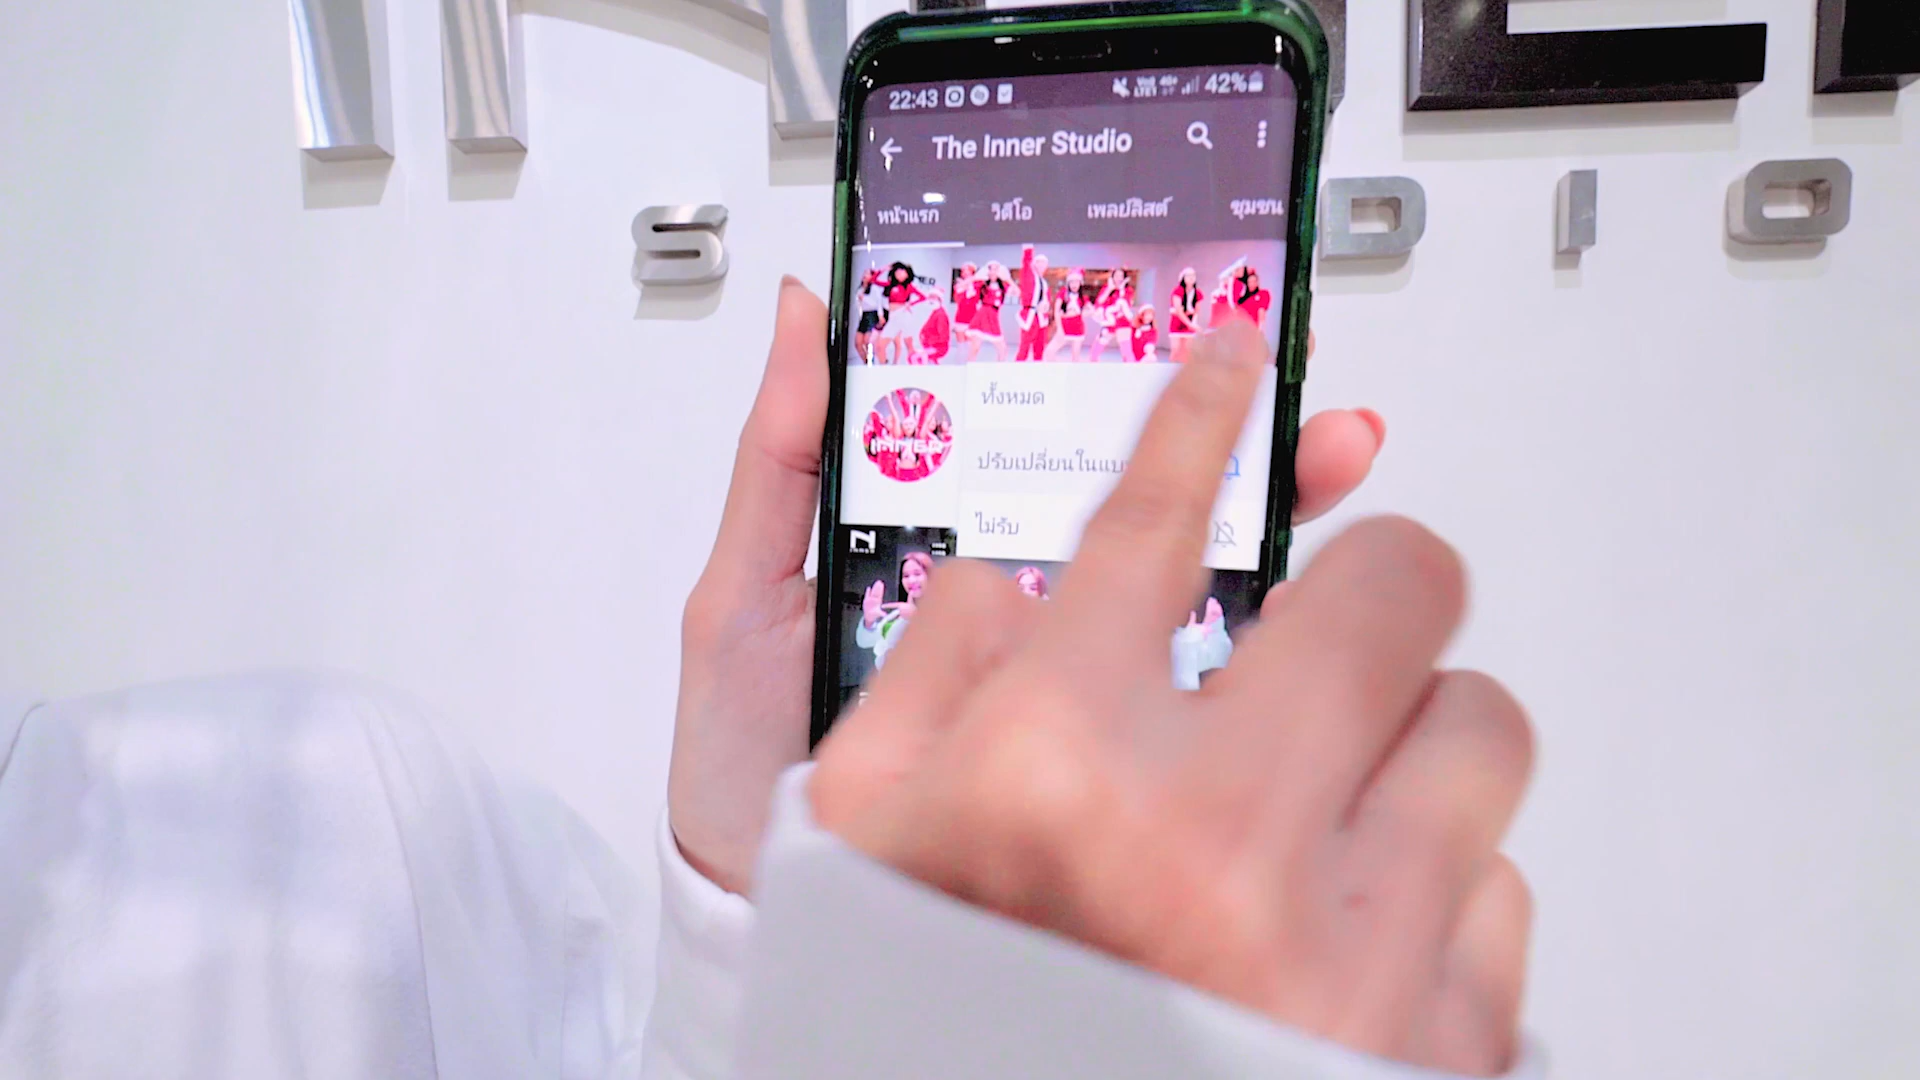 22:43 42%
The Inner Studio
หน้าแรก วิดีโอ เพลย์ลิสต์ ชุมชน
ทั้งหมด
ปรับเปลี่ยนในแบบ
ไม่รับ
INNER
S D I O